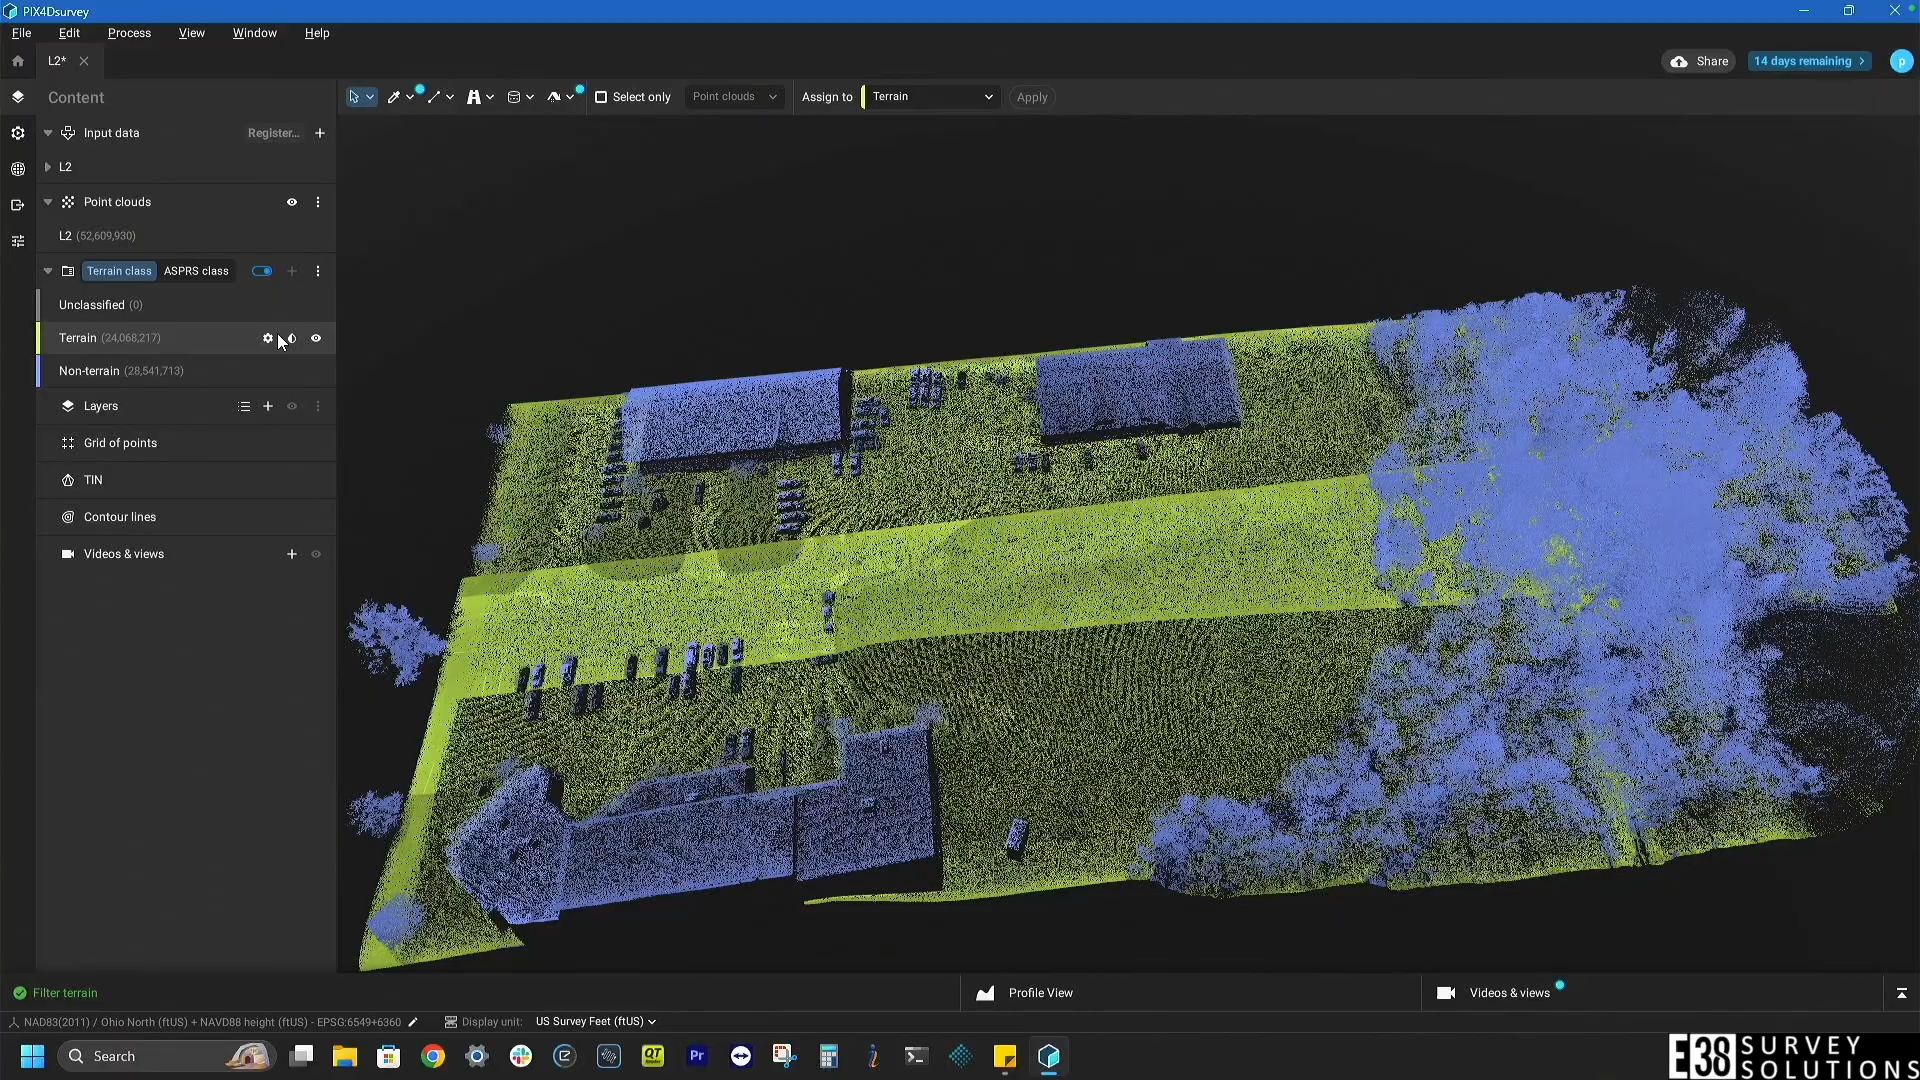 PIX4Dsurvey
File Edit Process View Window Help
L2*
Share 14 days remaining p
Content
Select only Point clouds Assign to Terrain Apply
Input data Register...
L2
Point clouds
L2 (52,609,930)
Terrain class ASPRS class
Unclassified (0)
Terrain (24,068,217)
Non-terrain (28,541,713)
Layers
Grid of points
TIN
Contour lines
Videos & views
Filter terrain Profile View Videos & views
NAD83(2011) / Ohio North (ftUS) + NAVD88 height (ftUS) - EPSG:6549+6360 Display unit: US Survey Feet (ftUS)
Search QT Pr
E38 SURVEY
SOLUTIONS